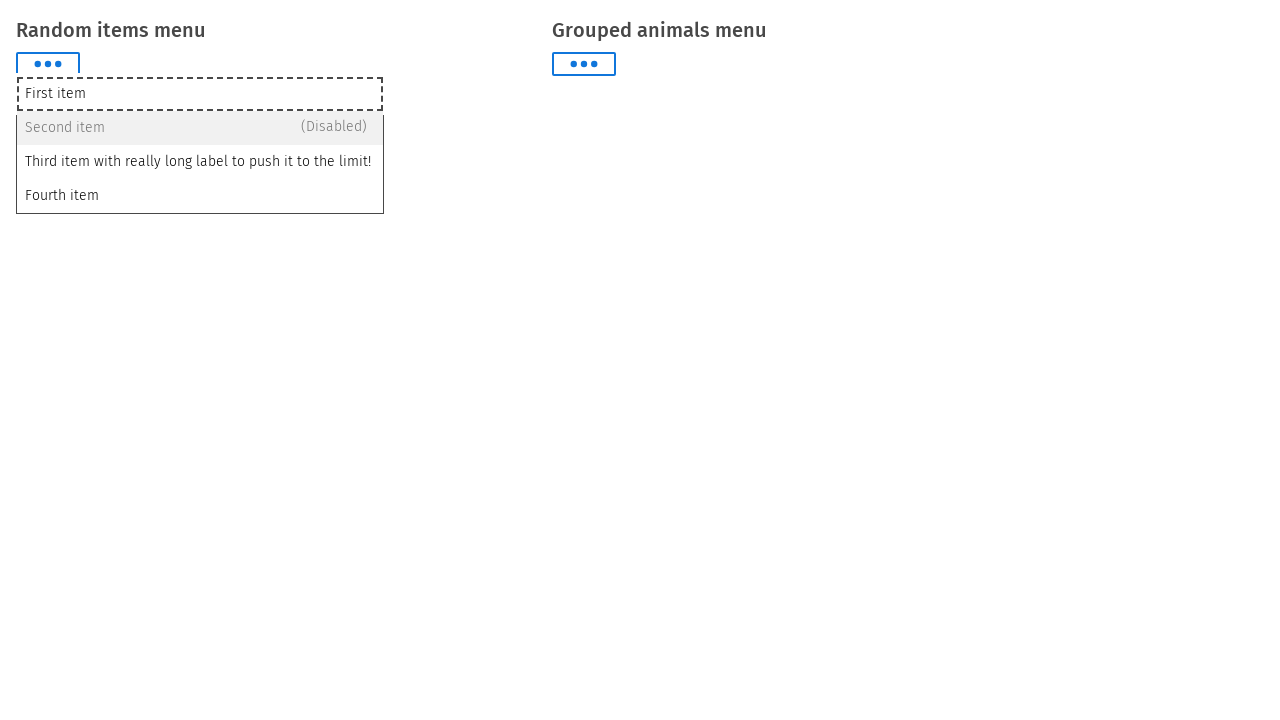 Random items menu
First item
Second item (Disabled)
Third item with really long label to push it to the limit!
Fourth item
Grouped animals menu